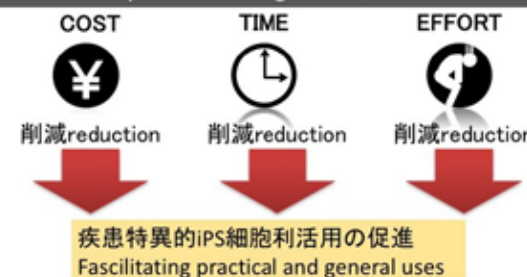 COST TIME EFFORT
¥
削減reduction 削減reduction 削減reduction
疾患特異的iPS細胞利活用の促進
Fascilitating practical and general uses